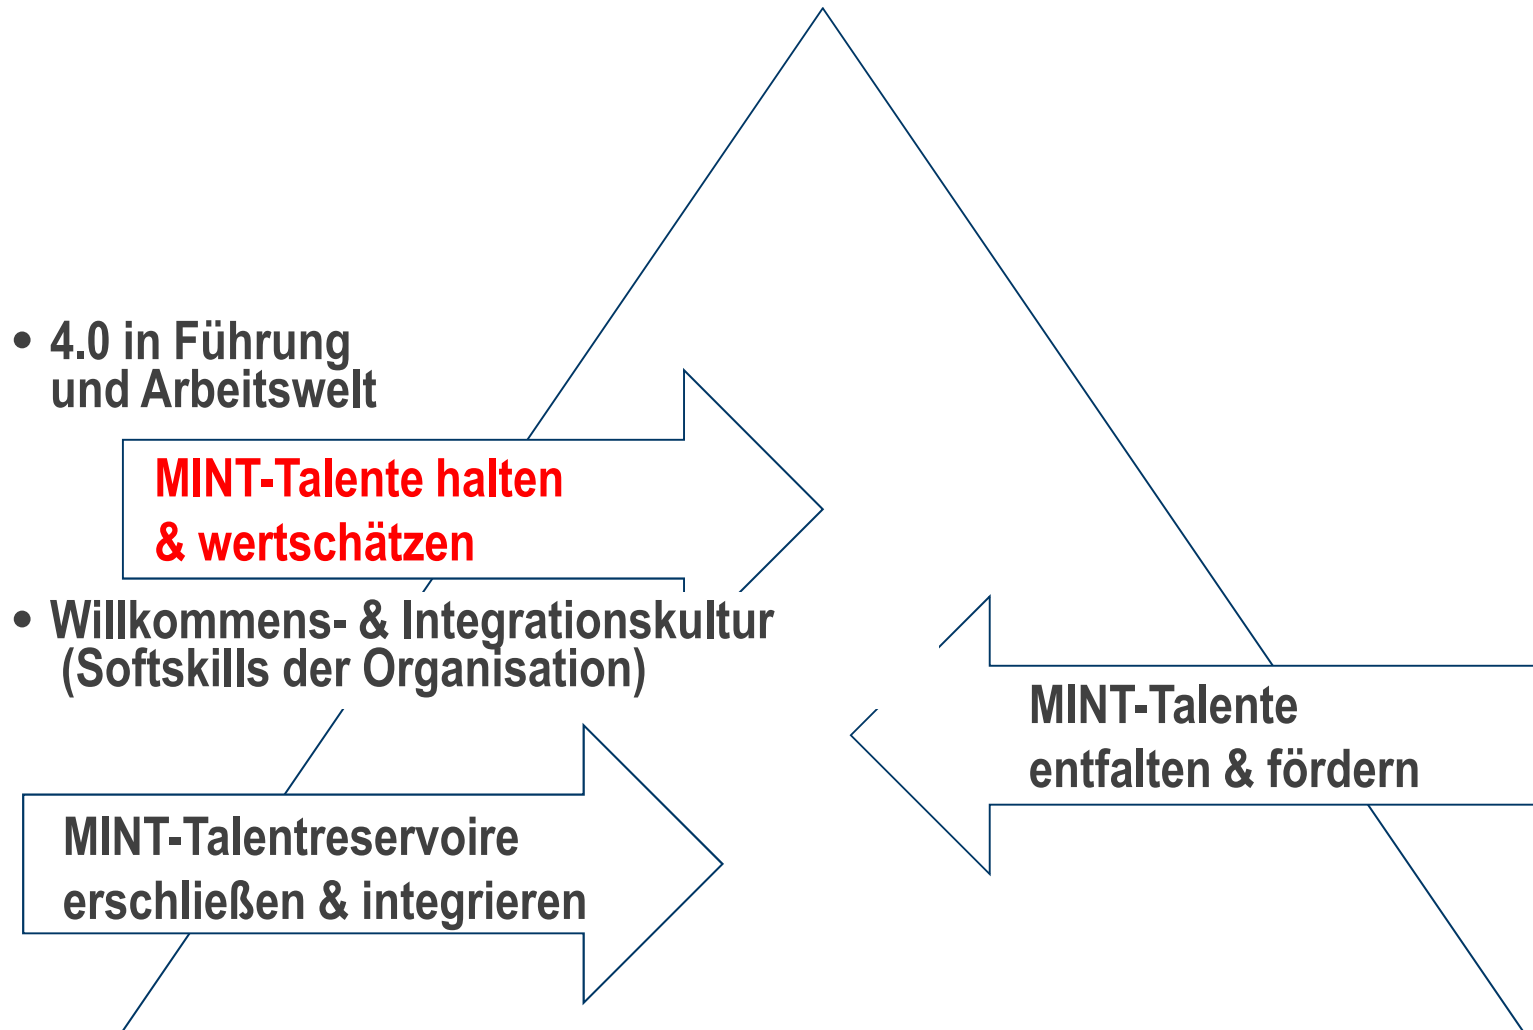 • 4.0 in Führung
und Arbeitswelt
MINT-Talente halten
& wertschätzen
• Willkommens- & Integrationskultur
(Softskills der Organisation)
MINT-Talente
entfalten & fördern
MINT-Talentreservoire
erschließen & integrieren